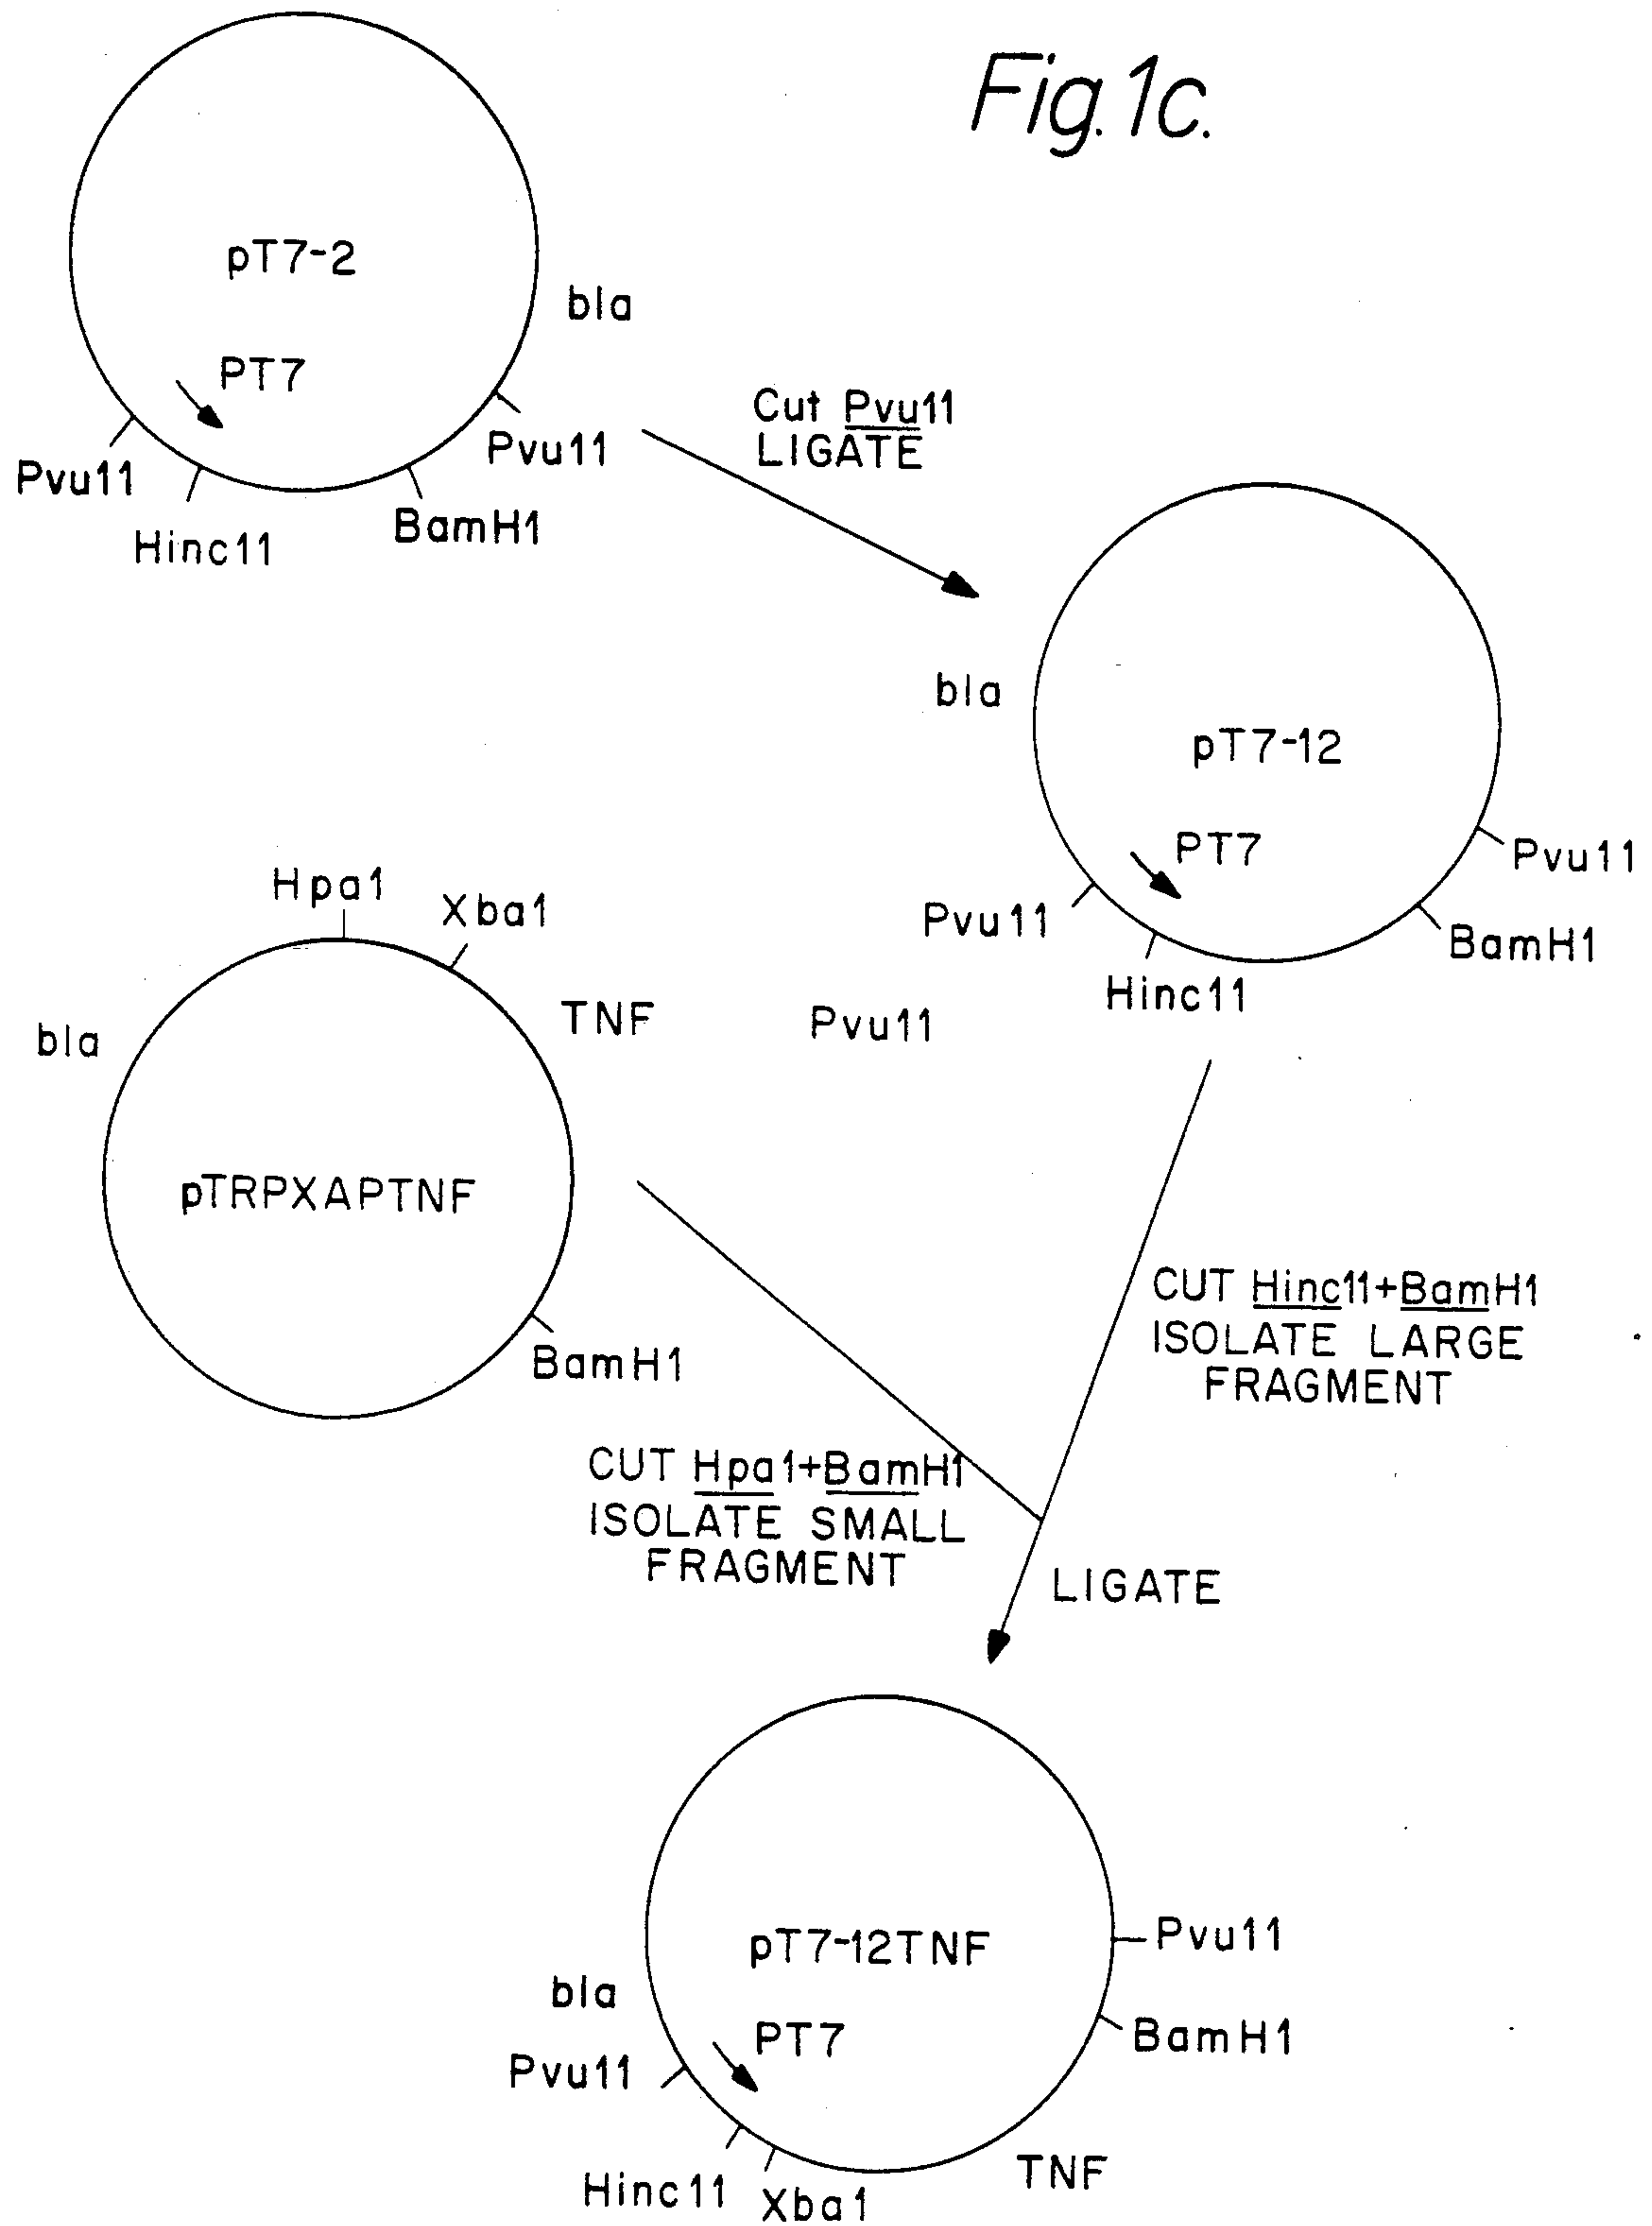 Fig.1c.
pT7-2
bla
PT7
Pvu11
Hinc11
BamH1
Pvu11
Cut Pvu11
LIGATE
bla
pT7-12
PT7
Pvu11
Hinc11
BamH1
Pvu11
Pvu11
Hpa1
Xba1
TNF
bla
pTRPXAPTNF
BamH1
CUT Hinc11+BamH1
ISOLATE LARGE
FRAGMENT
CUT Hpa1+BamH1
ISOLATE SMALL
FRAGMENT
LIGATE
pT7-12TNF
bla
PT7
Pvu11
Hinc11
Xba1
TNF
BamH1
Pvu11